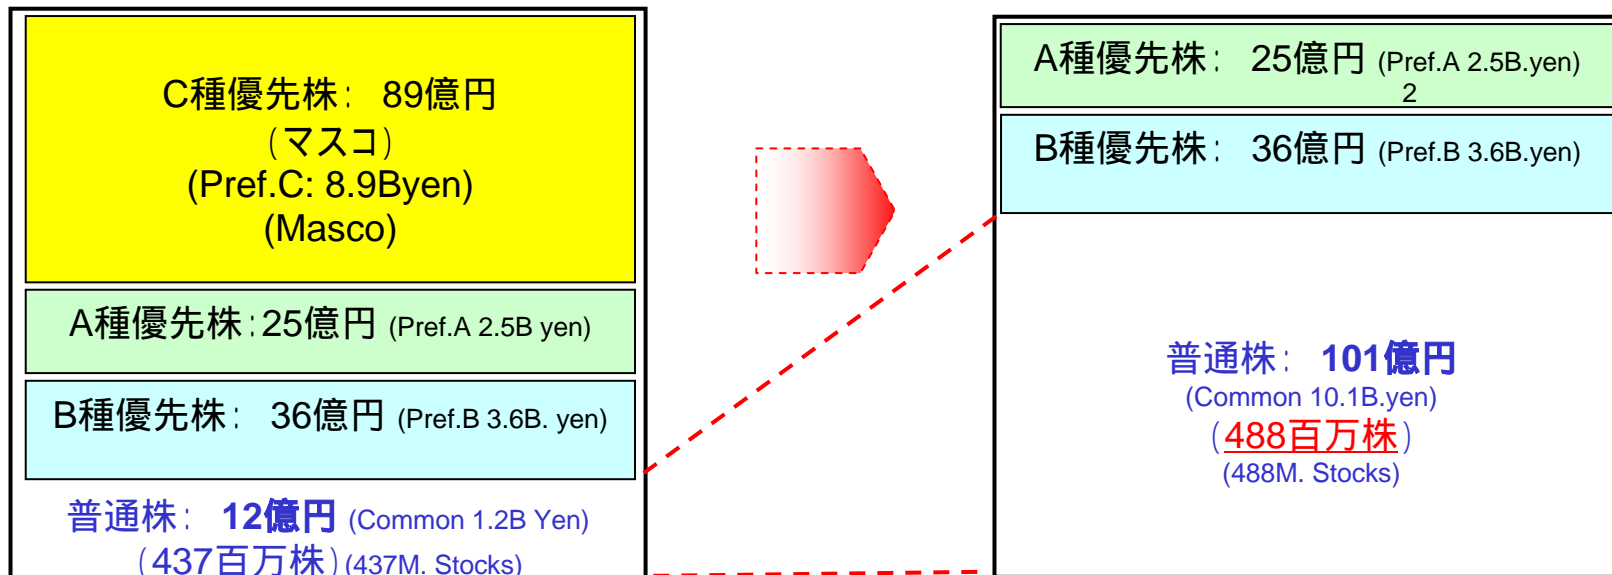 C種優先株： 89億円
（マスコ）
(Pref.C: 8.9Byen)
(Masco)
A種優先株：25億円 (Pref.A 2.5B yen)
B種優先株： 36億円 (Pref.B 3.6B. yen)
普通株： 12億円 (Common 1.2B Yen)
（437百万株）(437M. Stocks)
A種優先株： 25億円 (Pref.A 2.5B.yen)
2
B種優先株： 36億円 (Pref.B 3.6B.yen)
普通株： 101億円
(Common 10.1B.yen)
（488百万株）
(488M. Stocks)